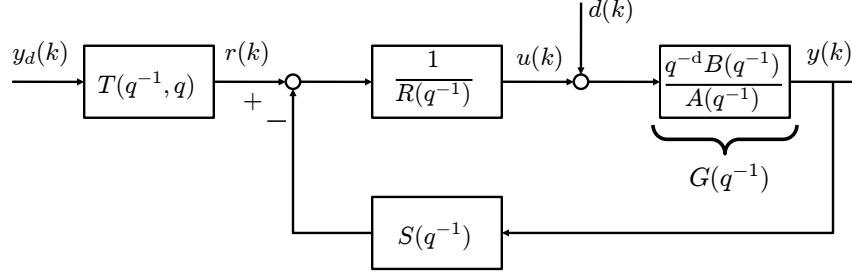 d(k)
y_d(k)
T(q^{-1}, q)
r(k)
+
−
1
R(q^{-1})
u(k)
q^{-d}B(q^{-1})
A(q^{-1})
y(k)
G(q^{-1})
S(q^{-1})